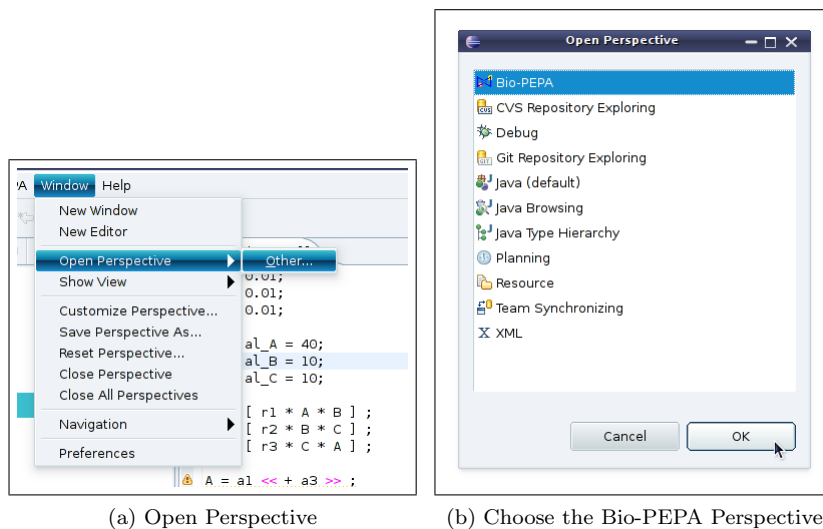 PA Window Help
New Window
New Editor
Open Perspective
Other...
Show View
0.01;
0.01;
0.01;
Customize Perspective...
Save Perspective As...
Reset Perspective...
Close Perspective
Close All Perspectives
Navigation
Preferences
al_A = 40;
al_B = 10;
al_C = 10;
[ r1 * A * B ] ;
[ r2 * B * C ] ;
[ r3 * C * A ] ;
A = a1 << + a3 >> ;
(a) Open Perspective
Open Perspective
Bio-PEPA
CVS Repository Exploring
Debug
Git Repository Exploring
Java (default)
Java Browsing
Java Type Hierarchy
Planning
Resource
Team Synchronizing
XML
Cancel
OK
(b) Choose the Bio-PEPA Perspective